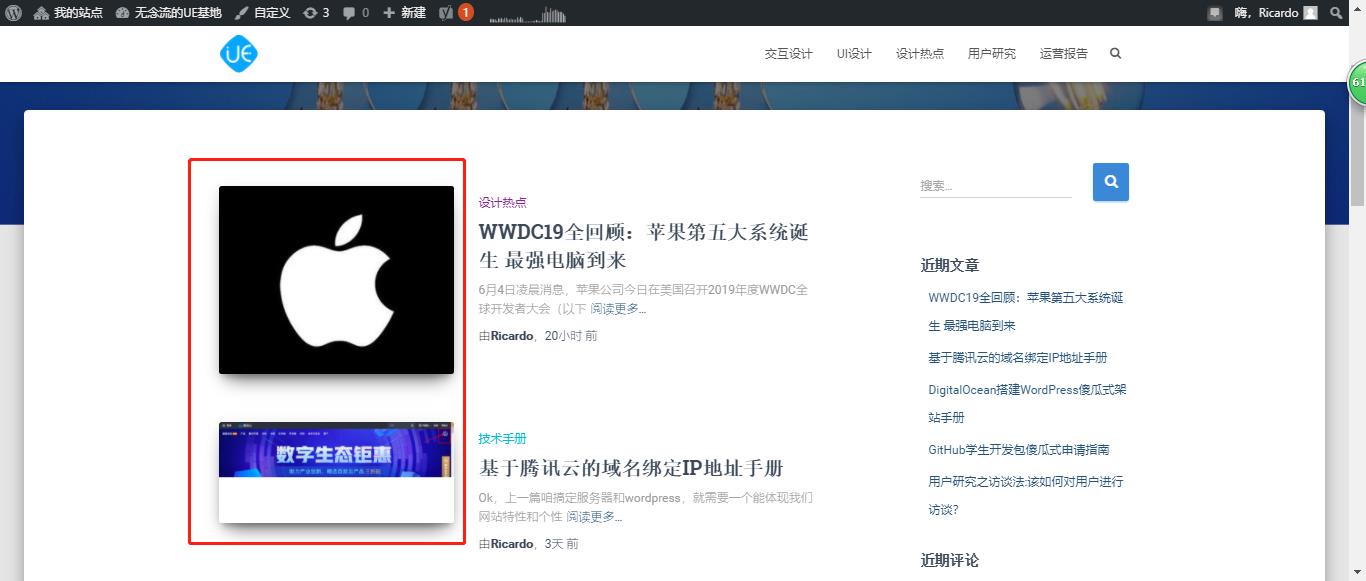 我的站点 无念流的UE基地 自定义 3 0 新建 1 嗨，Ricardo
UE 交互设计 UI设计 设计热点 用户研究 运营报告
61
设计热点
WWDC19全回顾：苹果第五大系统诞
生 最强电脑到来
6月4日凌晨消息，苹果公司今日在美国召开2019年度WWDC全
球开发者大会（以下 阅读更多…
由Ricardo，20小时 前
数字生态钜惠
技术手册
基于腾讯云的域名绑定IP地址手册
Ok，上一篇咱搞定服务器和wordpress，就需要一个能体现我们
网站特性和个性 阅读更多…
由Ricardo，3天 前
搜索…
近期文章
WWDC19全回顾：苹果第五大系统诞
生 最强电脑到来
基于腾讯云的域名绑定IP地址手册
DigitalOcean搭建WordPress傻瓜式架
站手册
GitHub学生开发包傻瓜式申请指南
用户研究之访谈法:该如何对用户进行
访谈?
近期评论